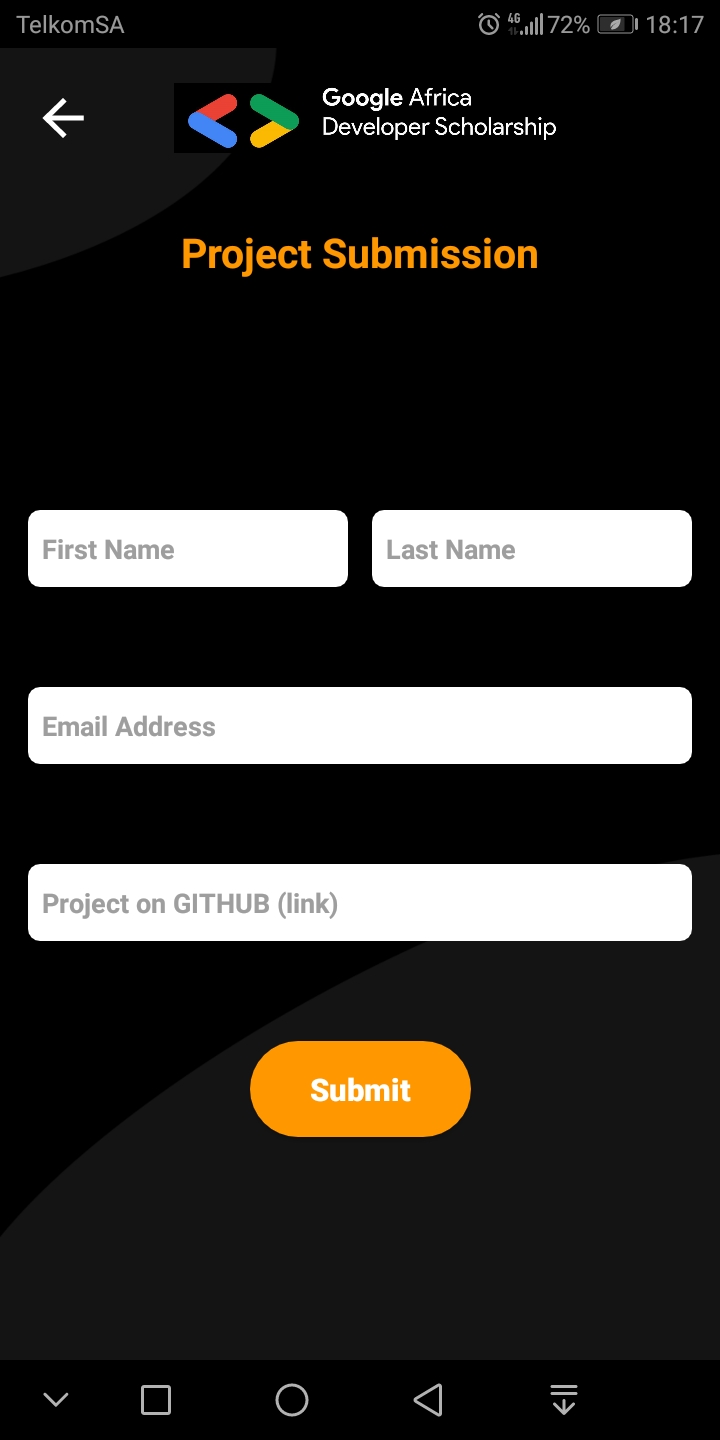 TelkomSA 4G 72% 18:17
Google Africa
Developer Scholarship
Project Submission
First Name Last Name
Email Address
Project on GITHUB (link)
Submit